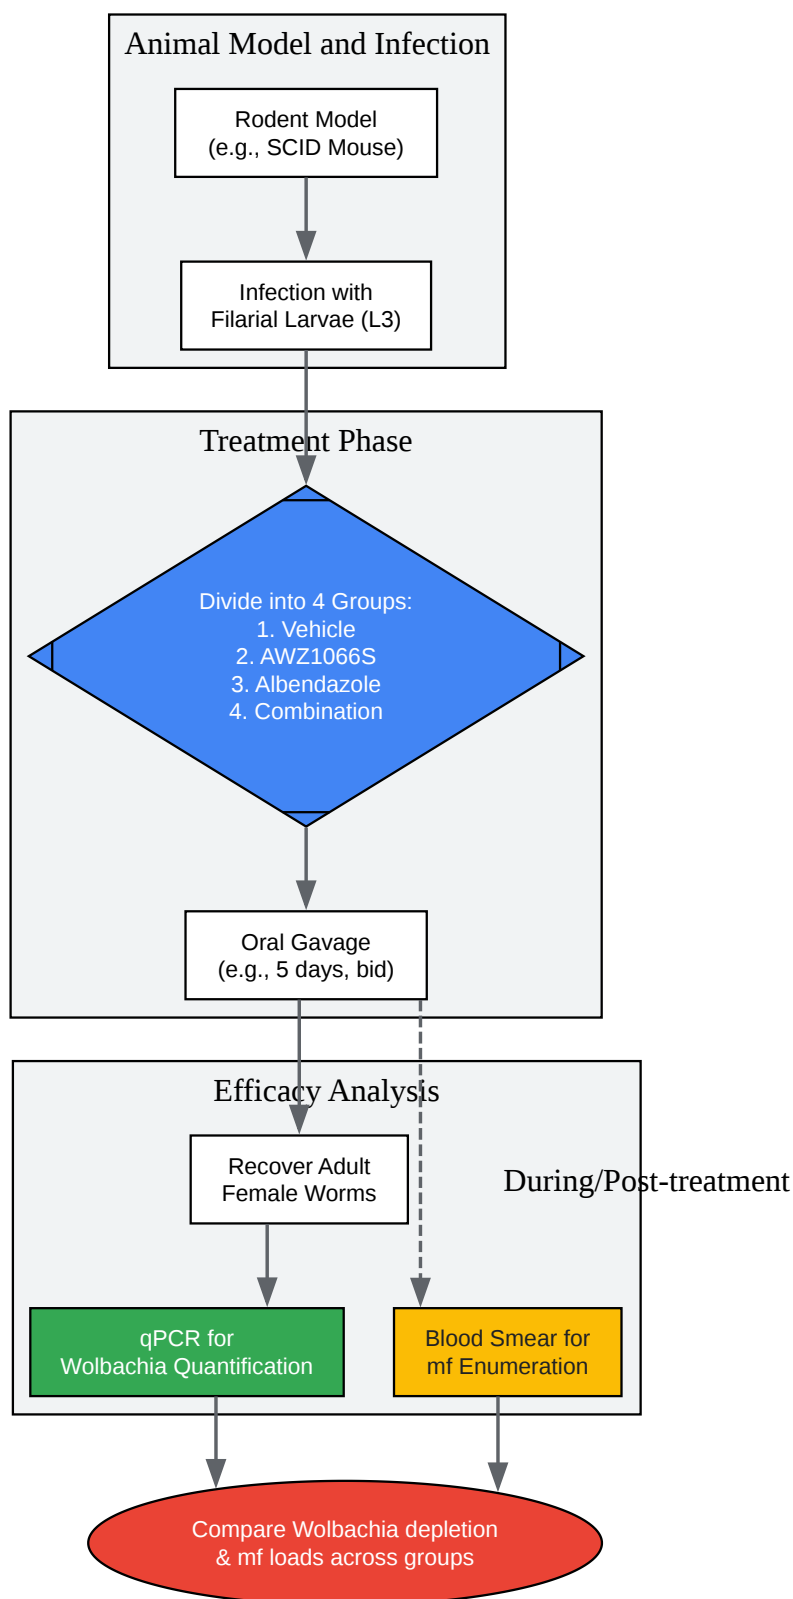 Animal Model and Infection
Rodent Model
(e.g., SCID Mouse)
Infection with
Filarial Larvae (L3)
Treatment Phase
Divide into 4 Groups:
1. Vehicle
2. AWZ1066S
3. Albendazole
4. Combination
Oral Gavage
(e.g., 5 days, bid)
Efficacy Analysis
Recover Adult
Female Worms
During/Post-treatment
qPCR for
Wolbachia Quantification
Blood Smear for
mf Enumeration
Compare Wolbachia depletion
& mf loads across groups